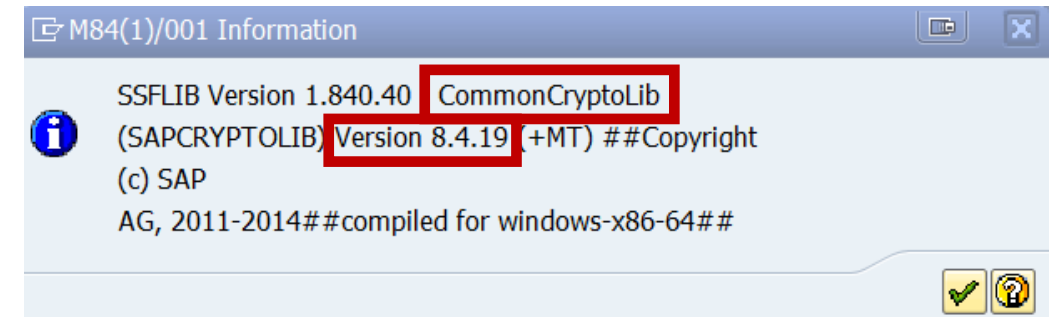 M84(1)/001 Information
SSFLIB Version 1.840.40 CommonCryptoLib
(SAPCRYPTOLIB) Version 8.4.19 (+MT) ##Copyright
(c) SAP
AG, 2011-2014##compiled for windows-x86-64##